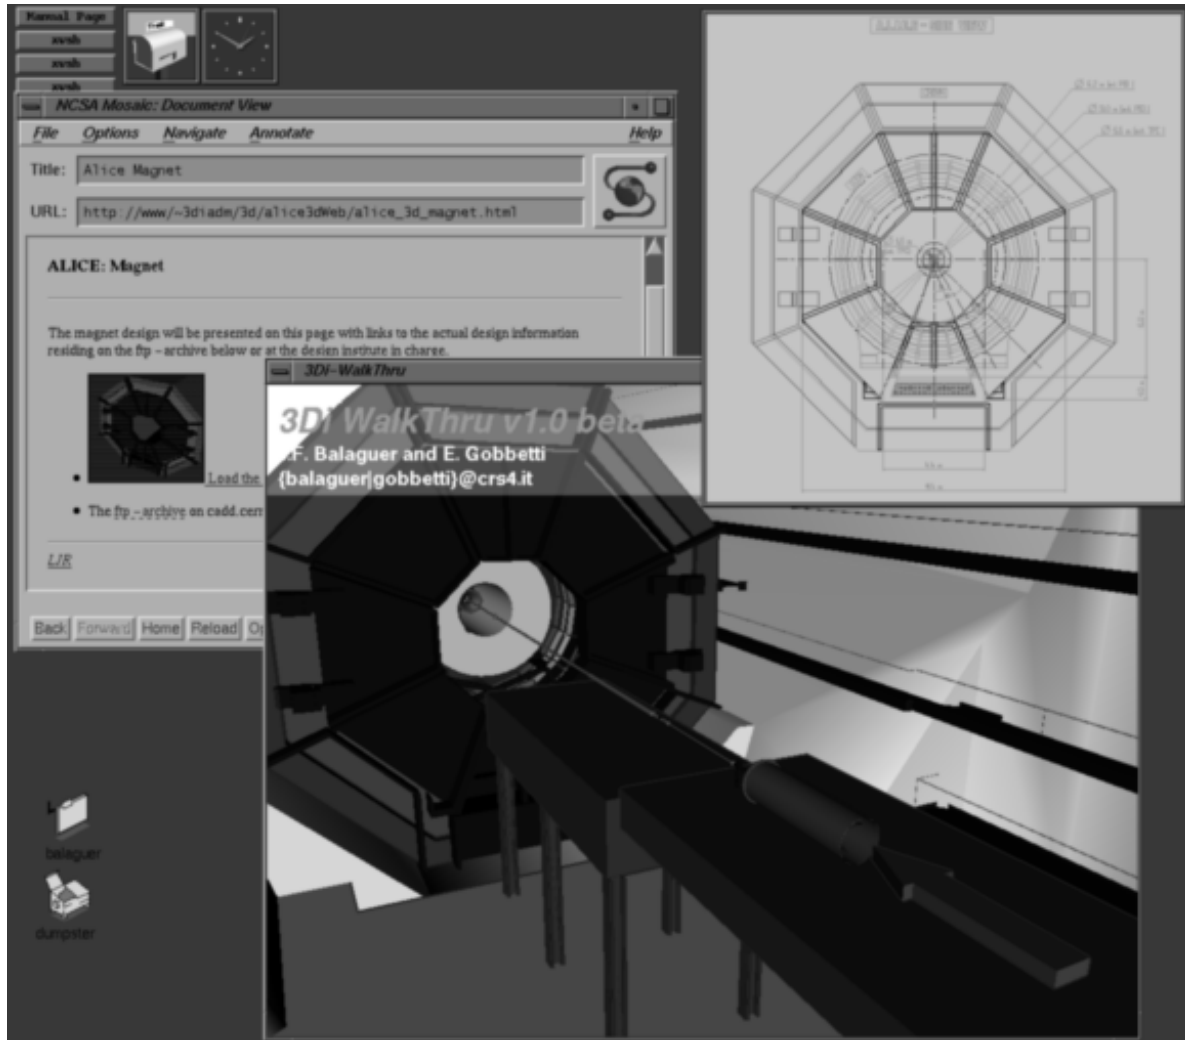 Manual Page
xvsh
xvsh
xvsh
NCSA Mosaic: Document View
File Options Navigate Annotate Help
Title: Alice Magnet
URL: http://www/~3diadm/3d/alice3dWeb/alice_3d_magnet.html
ALICE: Magnet
The magnet design will be presented on this page with links to the actual design information
residing on the ftp-archive below or at the design institute in charge.
Load the
The ftp-archive on cadd.cern
LJR
Back Forward Home Reload Op
3Di-WalkThru
3Di WalkThru v1.0 beta
.F. Balaguer and E. Gobbetti
{balaguer|gobbetti}@crs4.it
balaguer
dumpster